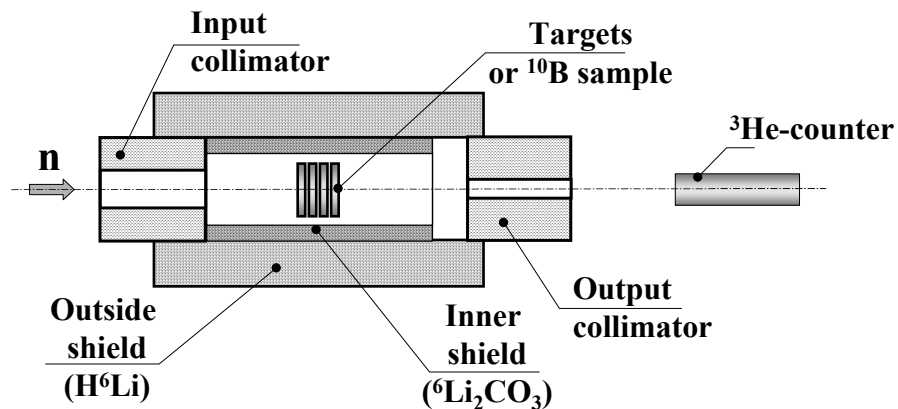 Input
collimator
Targets
or ¹⁰B sample
³He-counter
n
Outside
shield
(H⁶Li)
Inner
shield
(⁶Li₂CO₃)
Output
collimator